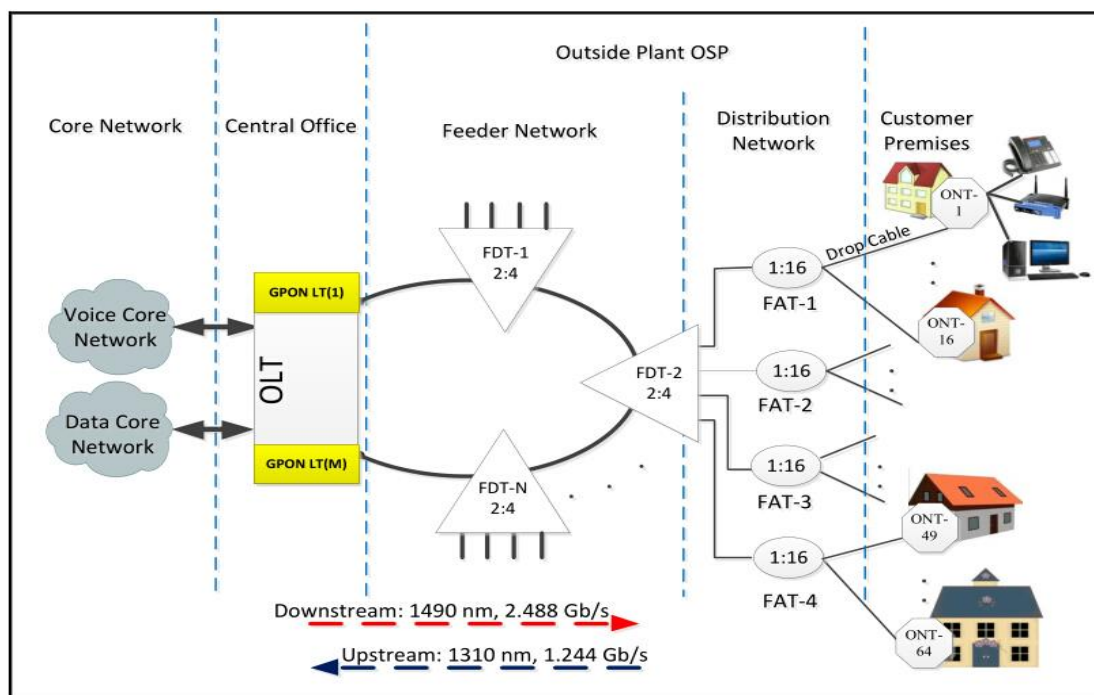 Outside Plant OSP
Core Network
Central Office
Feeder Network
Distribution
Network
Customer
Premises
Voice Core
Network
Data Core
Network
GPON LT(1)
OLT
GPON LT(M)
FDT-1
2:4
FDT-2
2:4
FDT-N
2:4
1:16
FAT-1
1:16
FAT-2
1:16
FAT-3
1:16
FAT-4
Drop Cable
ONT-
1
ONT-
16
ONT-
49
ONT-
64
Downstream: 1490 nm, 2.488 Gb/s
Upstream: 1310 nm, 1.244 Gb/s